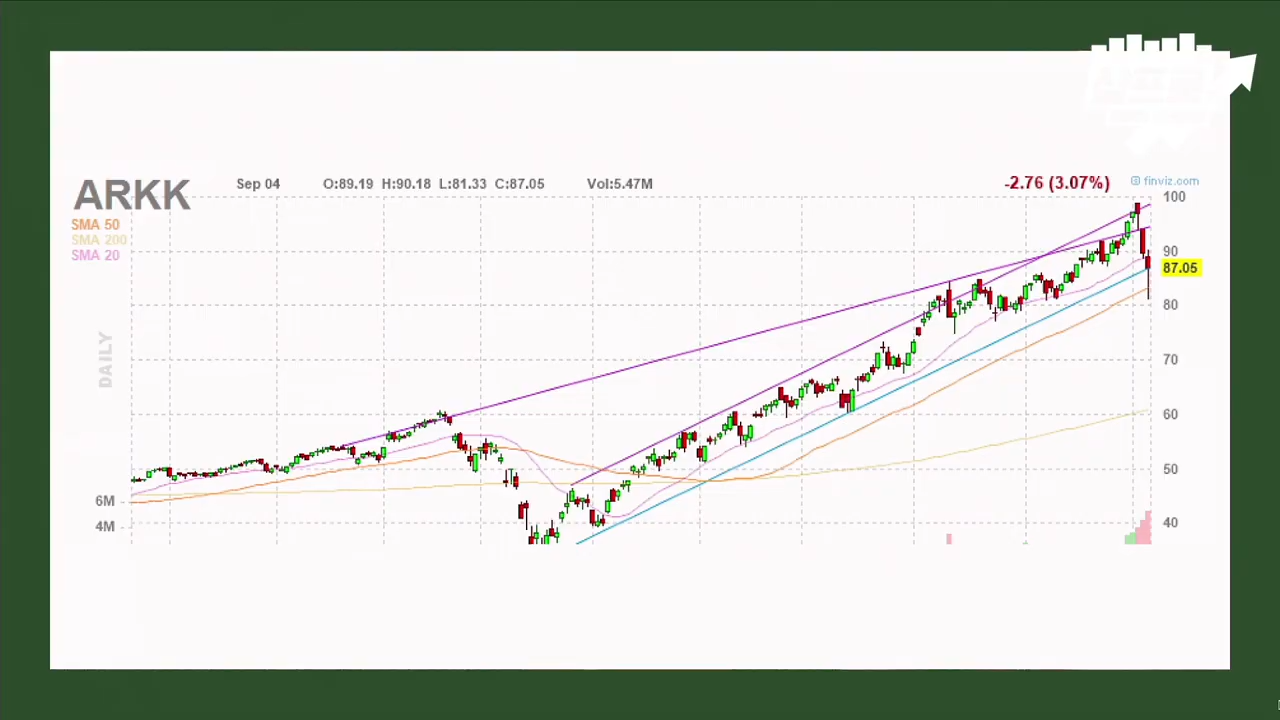 ARKK Sep 04 O:89.19 H:90.18 L:81.33 C:87.05 Vol:5.47M -2.76 (3.07%) finviz.com
SMA 50
SMA 200
SMA 20
DAILY
100
90
87.05
80
70
60
50
40
6M
4M